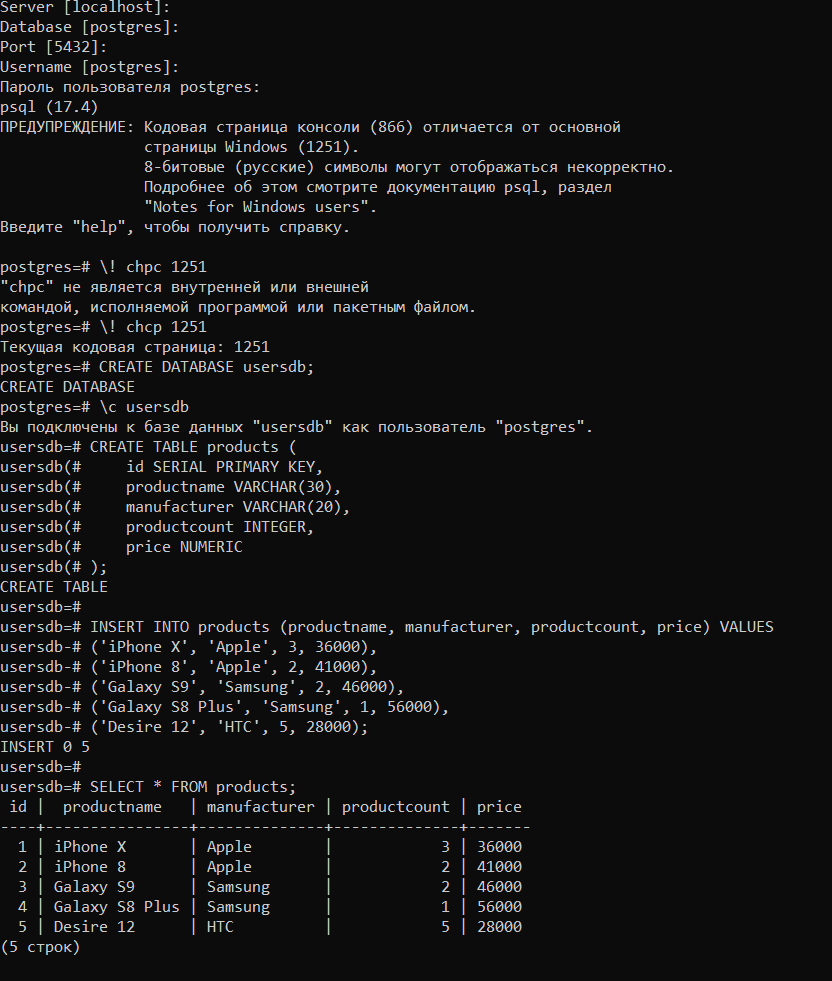 Server [localhost]:
Database [postgres]:
Port [5432]:
Username [postgres]:
Пароль пользователя postgres:
psql (17.4)
ПРЕДУПРЕЖДЕНИЕ: Кодовая страница консоли (866) отличается от основной
                страницы Windows (1251).
                8-битовые (русские) символы могут отображаться некорректно.
                Подробнее об этом смотрите документацию psql, раздел
                "Notes for Windows users".
Введите "help", чтобы получить справку.

postgres=# \! chpc 1251
"chpc" не является внутренней или внешней
командой, исполняемой программой или пакетным файлом.
postgres=# \! chcp 1251
Текущая кодовая страница: 1251
postgres=# CREATE DATABASE usersdb;
CREATE DATABASE
postgres=# \c usersdb
Вы подключены к базе данных "usersdb" как пользователь "postgres".
usersdb=# CREATE TABLE products (
usersdb(#     id SERIAL PRIMARY KEY,
usersdb(#     productname VARCHAR(30),
usersdb(#     manufacturer VARCHAR(20),
usersdb(#     productcount INTEGER,
usersdb(#     price NUMERIC
usersdb(# );
CREATE TABLE
usersdb=#
usersdb=# INSERT INTO products (productname, manufacturer, productcount, price) VALUES
usersdb-# ('iPhone X', 'Apple', 3, 36000),
usersdb-# ('iPhone 8', 'Apple', 2, 41000),
usersdb-# ('Galaxy S9', 'Samsung', 2, 46000),
usersdb-# ('Galaxy S8 Plus', 'Samsung', 1, 56000),
usersdb-# ('Desire 12', 'HTC', 5, 28000);
INSERT 0 5
usersdb=#
usersdb=# SELECT * FROM products;
 id |  productname   | manufacturer | productcount | price
----+----------------+--------------+--------------+-------
  1 | iPhone X       | Apple        |            3 | 36000
  2 | iPhone 8       | Apple        |            2 | 41000
  3 | Galaxy S9      | Samsung      |            2 | 46000
  4 | Galaxy S8 Plus | Samsung      |            1 | 56000
  5 | Desire 12      | HTC          |            5 | 28000
(5 строк)